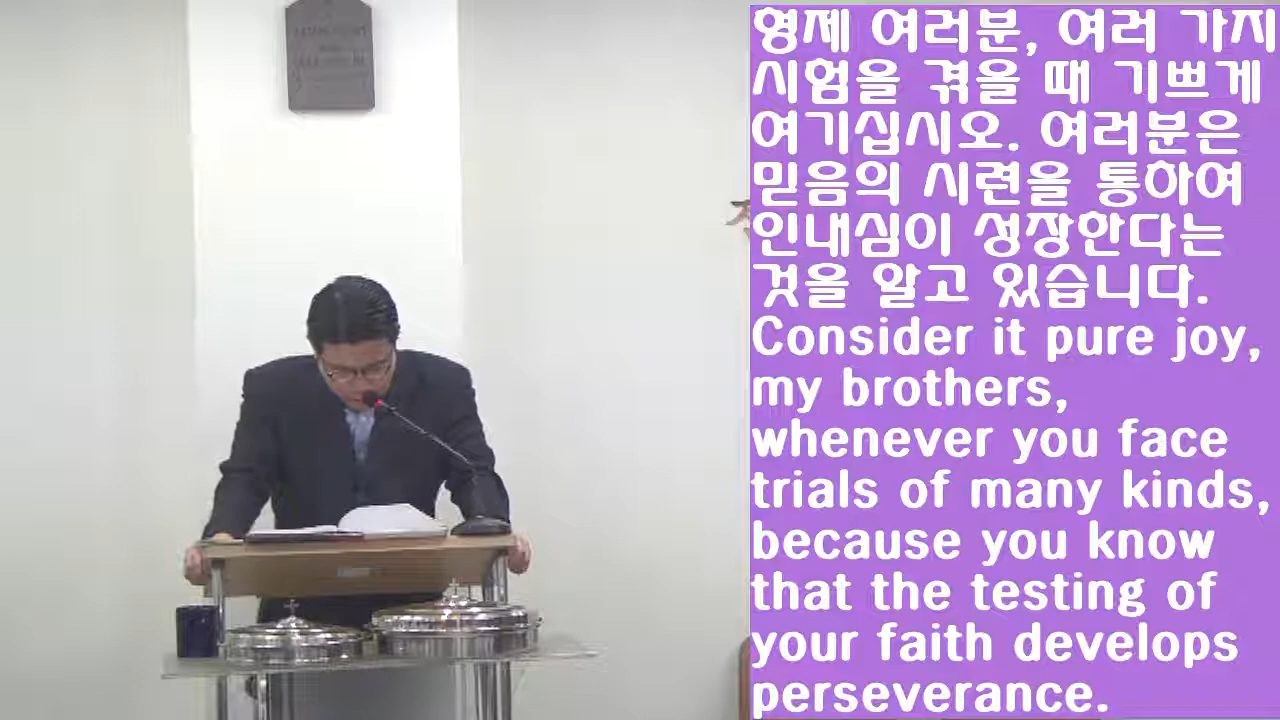 형제 여러분, 여러 가지
시험을 겪을 때 기쁘게
여기십시오. 여러분은
믿음의 시련을 통하여
인내심이 성장한다는
것을 알고 있습니다.
Consider it pure joy,
my brothers,
whenever you face
trials of many kinds,
because you know
that the testing of
your faith develops
perseverance.